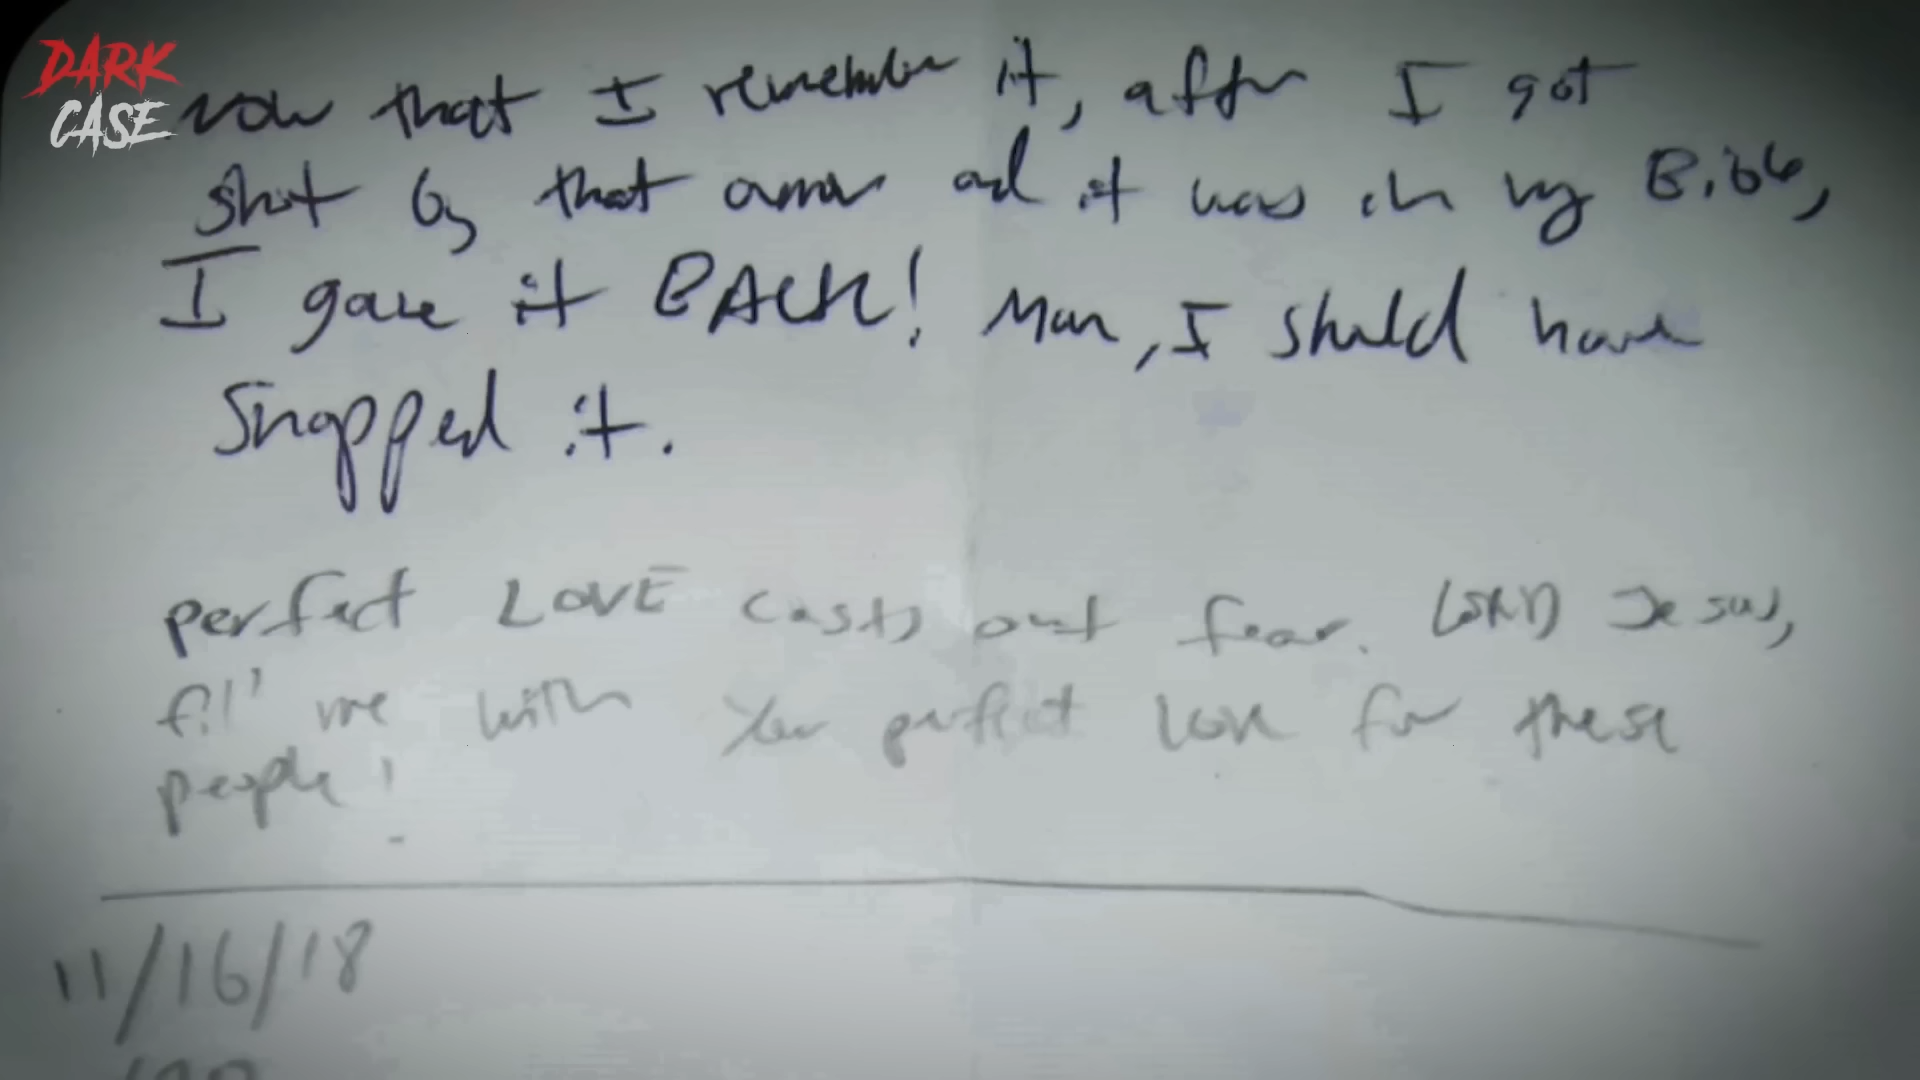 DARK
CASE
now that I remember it, after I got
shot by that arrow and it was in my Bible,
I gave it BACK! Man, I should have
Snapped it.
perfect LOVE casts out fear. LORD Jesus,
fill me with Your perfect love for these
people!
11/16/18